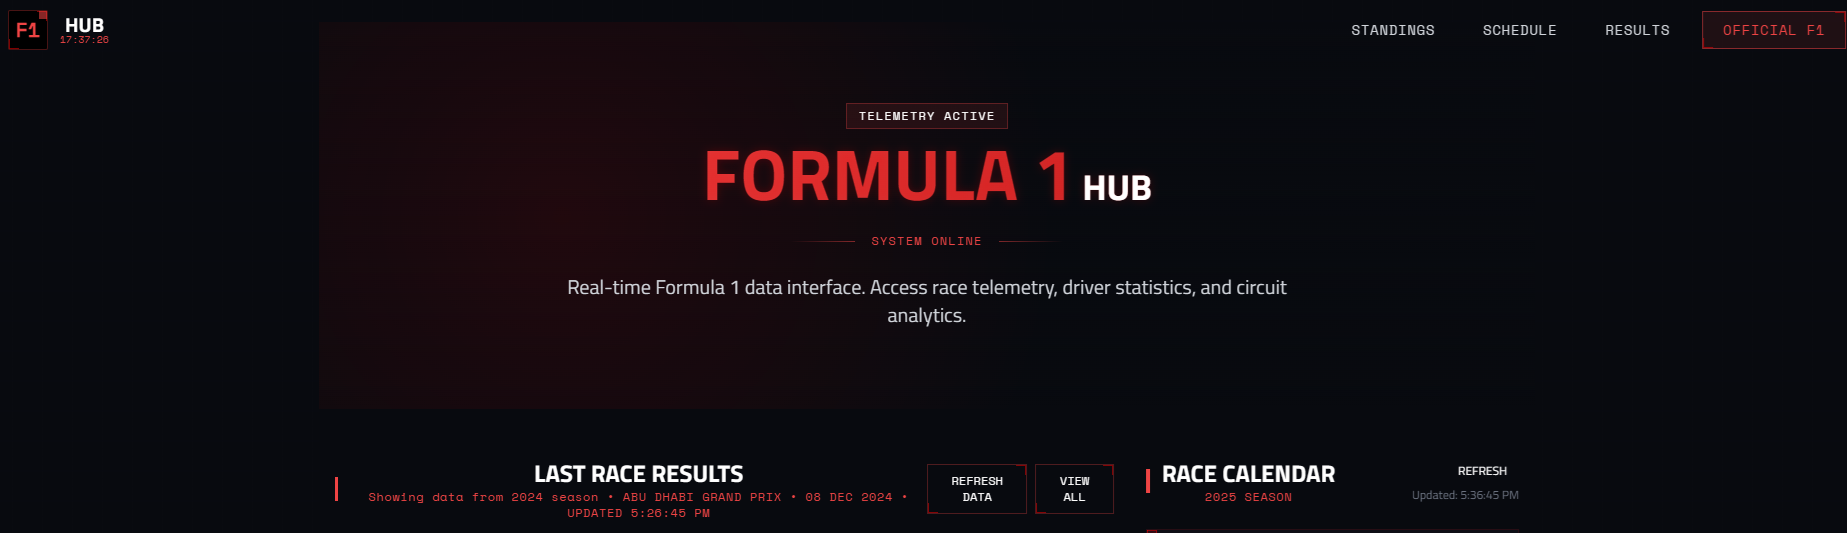 F1
HUB
17:37:26
STANDINGS
SCHEDULE
RESULTS
OFFICIAL F1
TELEMETRY ACTIVE
FORMULA 1 HUB
SYSTEM ONLINE
Real-time Formula 1 data interface. Access race telemetry, driver statistics, and circuit
analytics.
LAST RACE RESULTS
Showing data from 2024 season • ABU DHABI GRAND PRIX • 08 DEC 2024 •
UPDATED 5:26:45 PM
REFRESH
DATA
VIEW
ALL
RACE CALENDAR
2025 SEASON
REFRESH
Updated: 5:36:45 PM